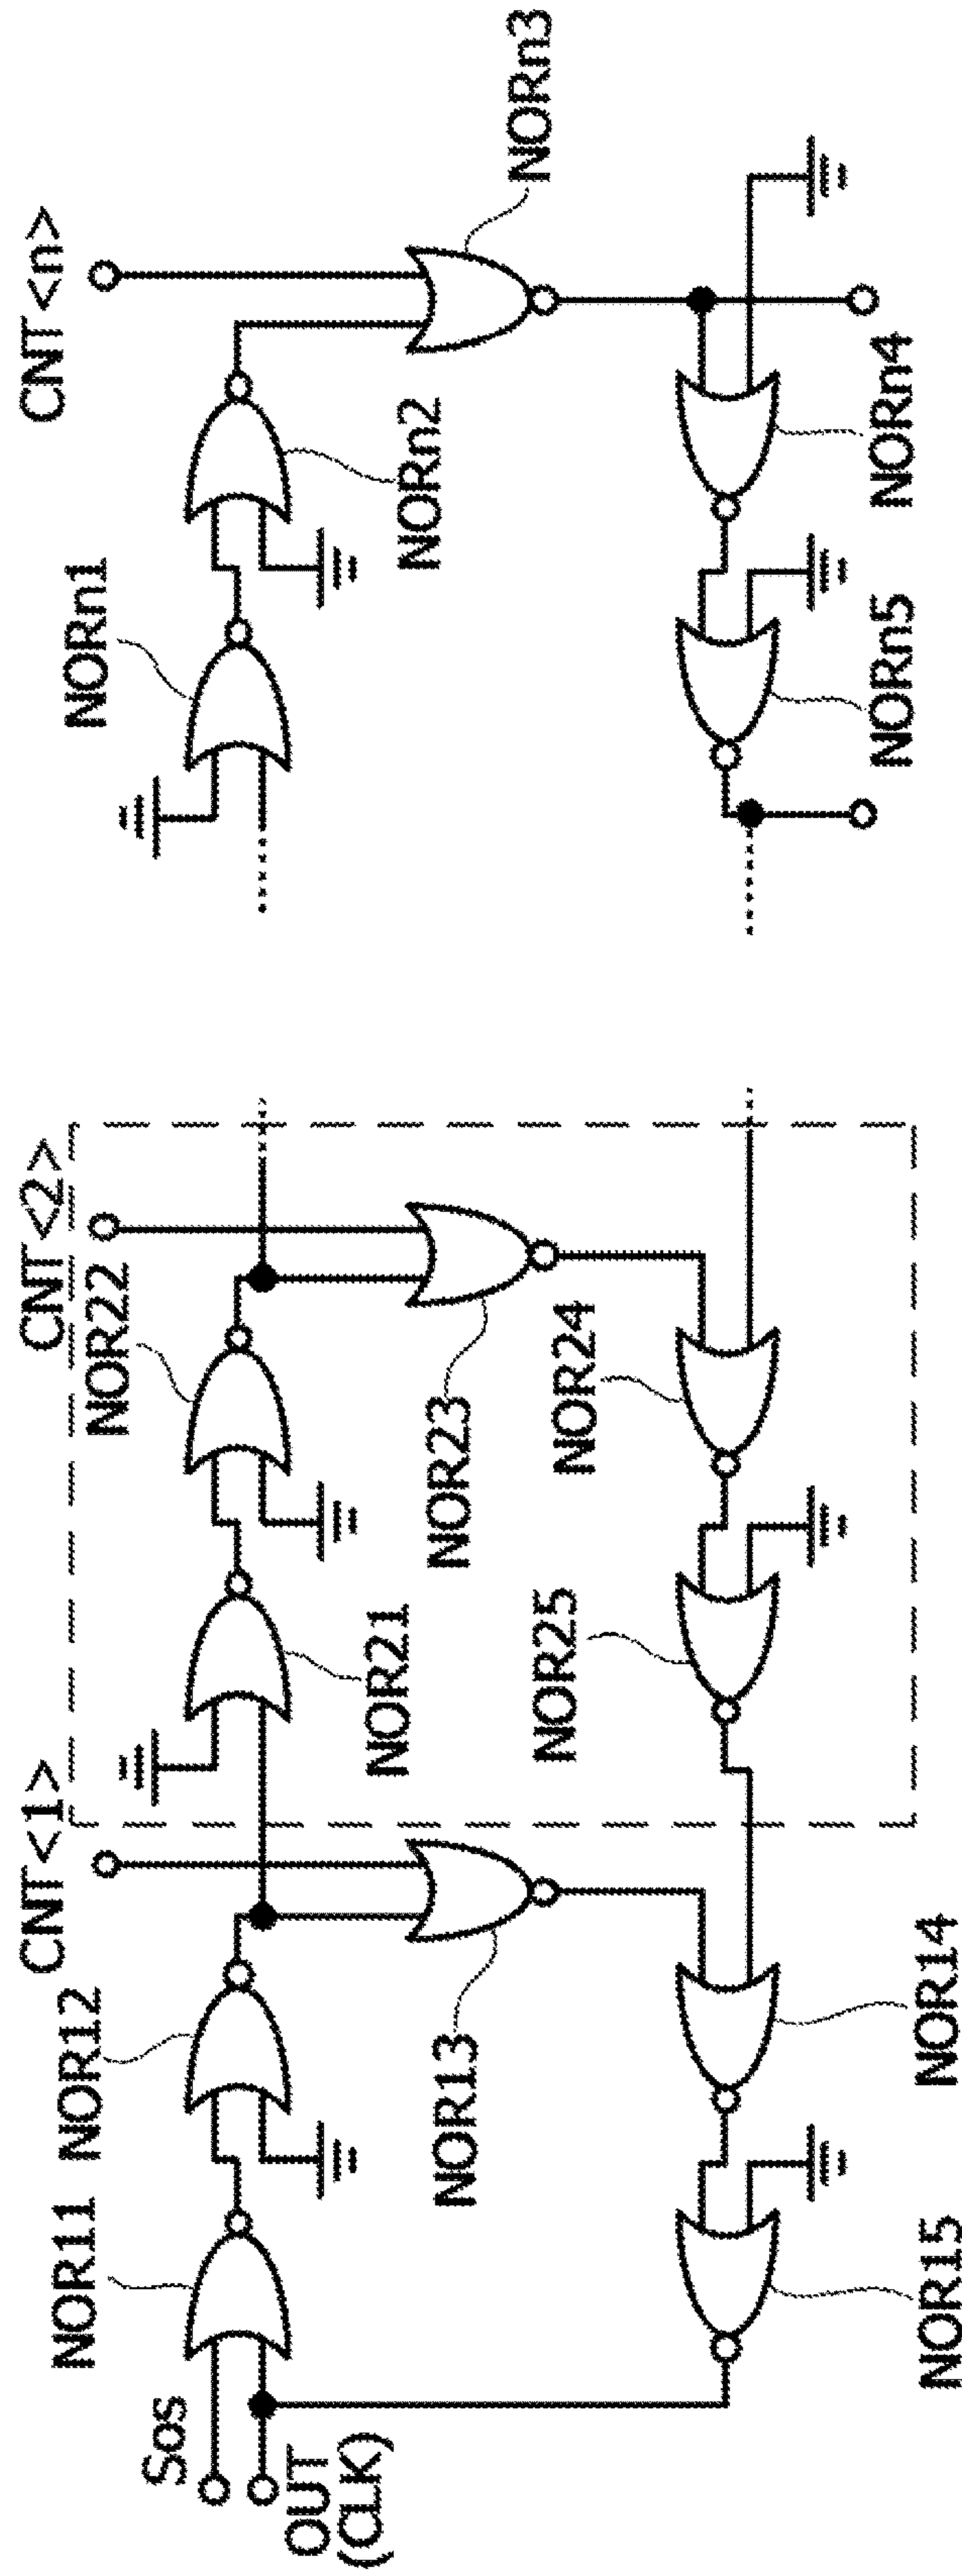 CNT<1>
CNT<2>
CNT<n>
NOR11
NOR12
NOR22
NORn1
Sos
OUT
(CLK)
NOR21
NORn2
NOR13
NOR23
NORn3
NOR25
NOR24
NOR15
NOR14
NORn5
NORn4